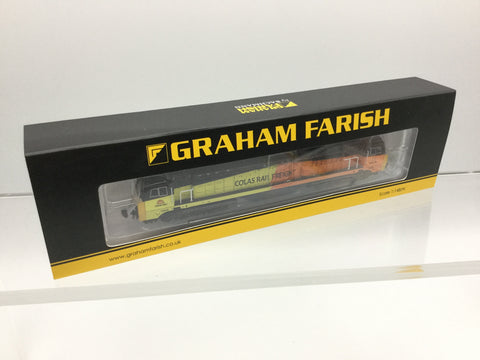 GRAHAM FARISH
COLAS RAIL FREIGHT
www.grahamfarish.co.uk